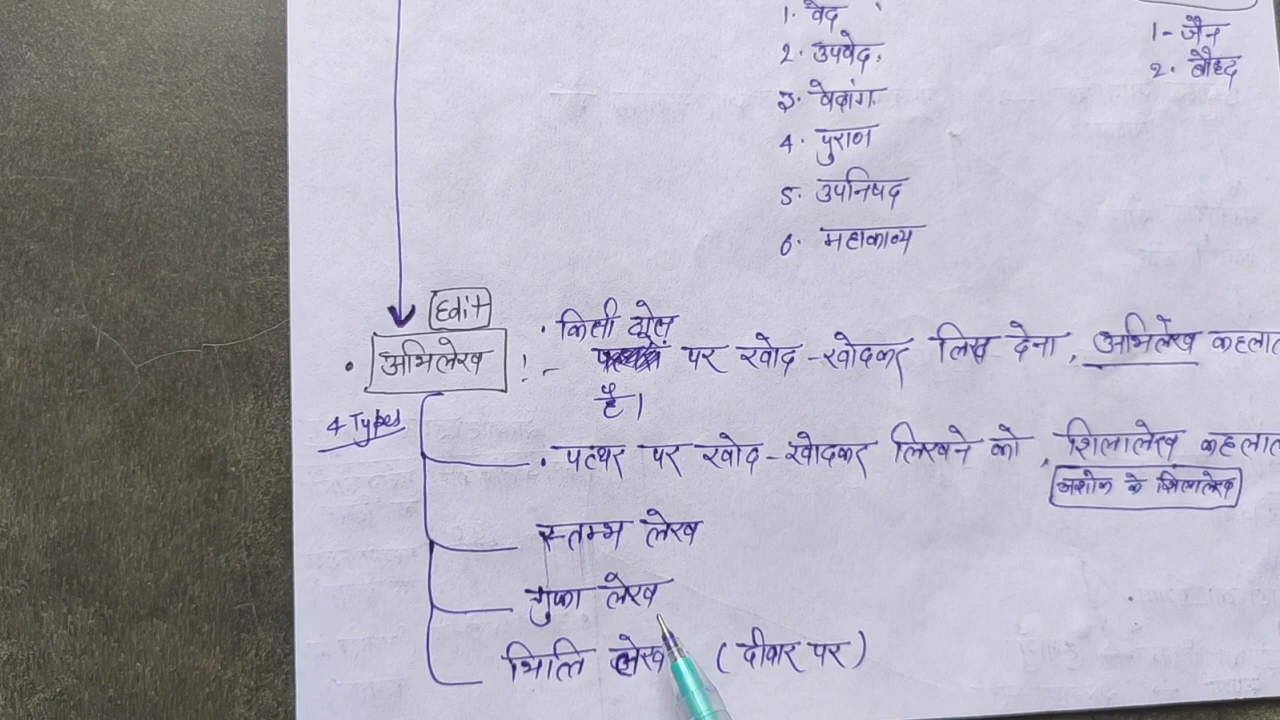 1. वेद
2. उपवेद
3. वेदांग
4. पुराण
5. उपनिषद
6. महाकाव्य
1- जैन
2. बौद्ध
Edit
• अभिलेख :-
• किसी ठोस
पर खोद-खोदकर लिख देना, अभिलेख कहलात
है।
4 Types
• पत्थर पर खोद-खोदकर लिखने को, शिलालेख कहलात
अशोक के शिलालेख
स्तम्भ लेख
गुफा लेख
भित्ति लेख (दीवार पर)